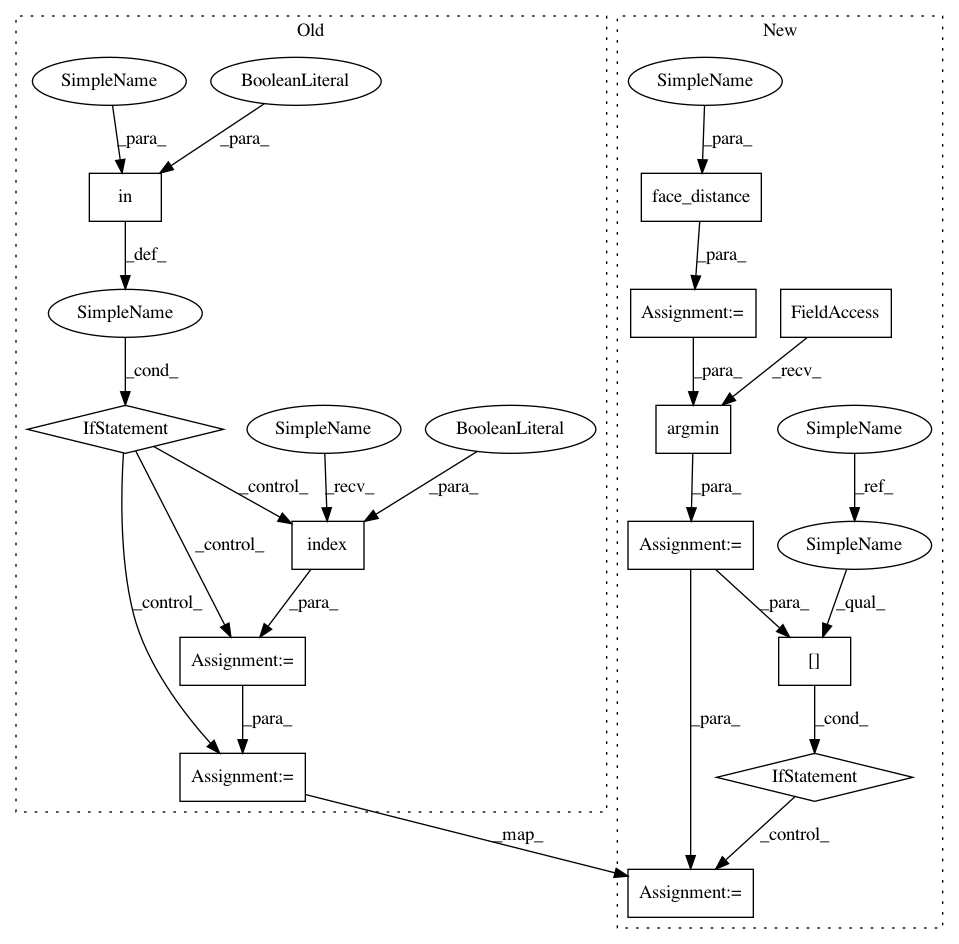 Old
New
SimpleName
BooleanLiteral
SimpleName
_para_
_para_
_para_
in
face_distance
_def_
_para_
SimpleName
Assignment:=
FieldAccess
_cond_
_para_
_recv_
IfStatement
SimpleName
BooleanLiteral
argmin
SimpleName
_control_
_recv_
_para_
_para_
_ref_
_control_
index
Assignment:=
SimpleName
_control_
_para_
_para_
_qual_
Assignment:=
[]
_para_
_para_
_cond_
Assignment:=
IfStatement
_map_
_control_
Assignment:=